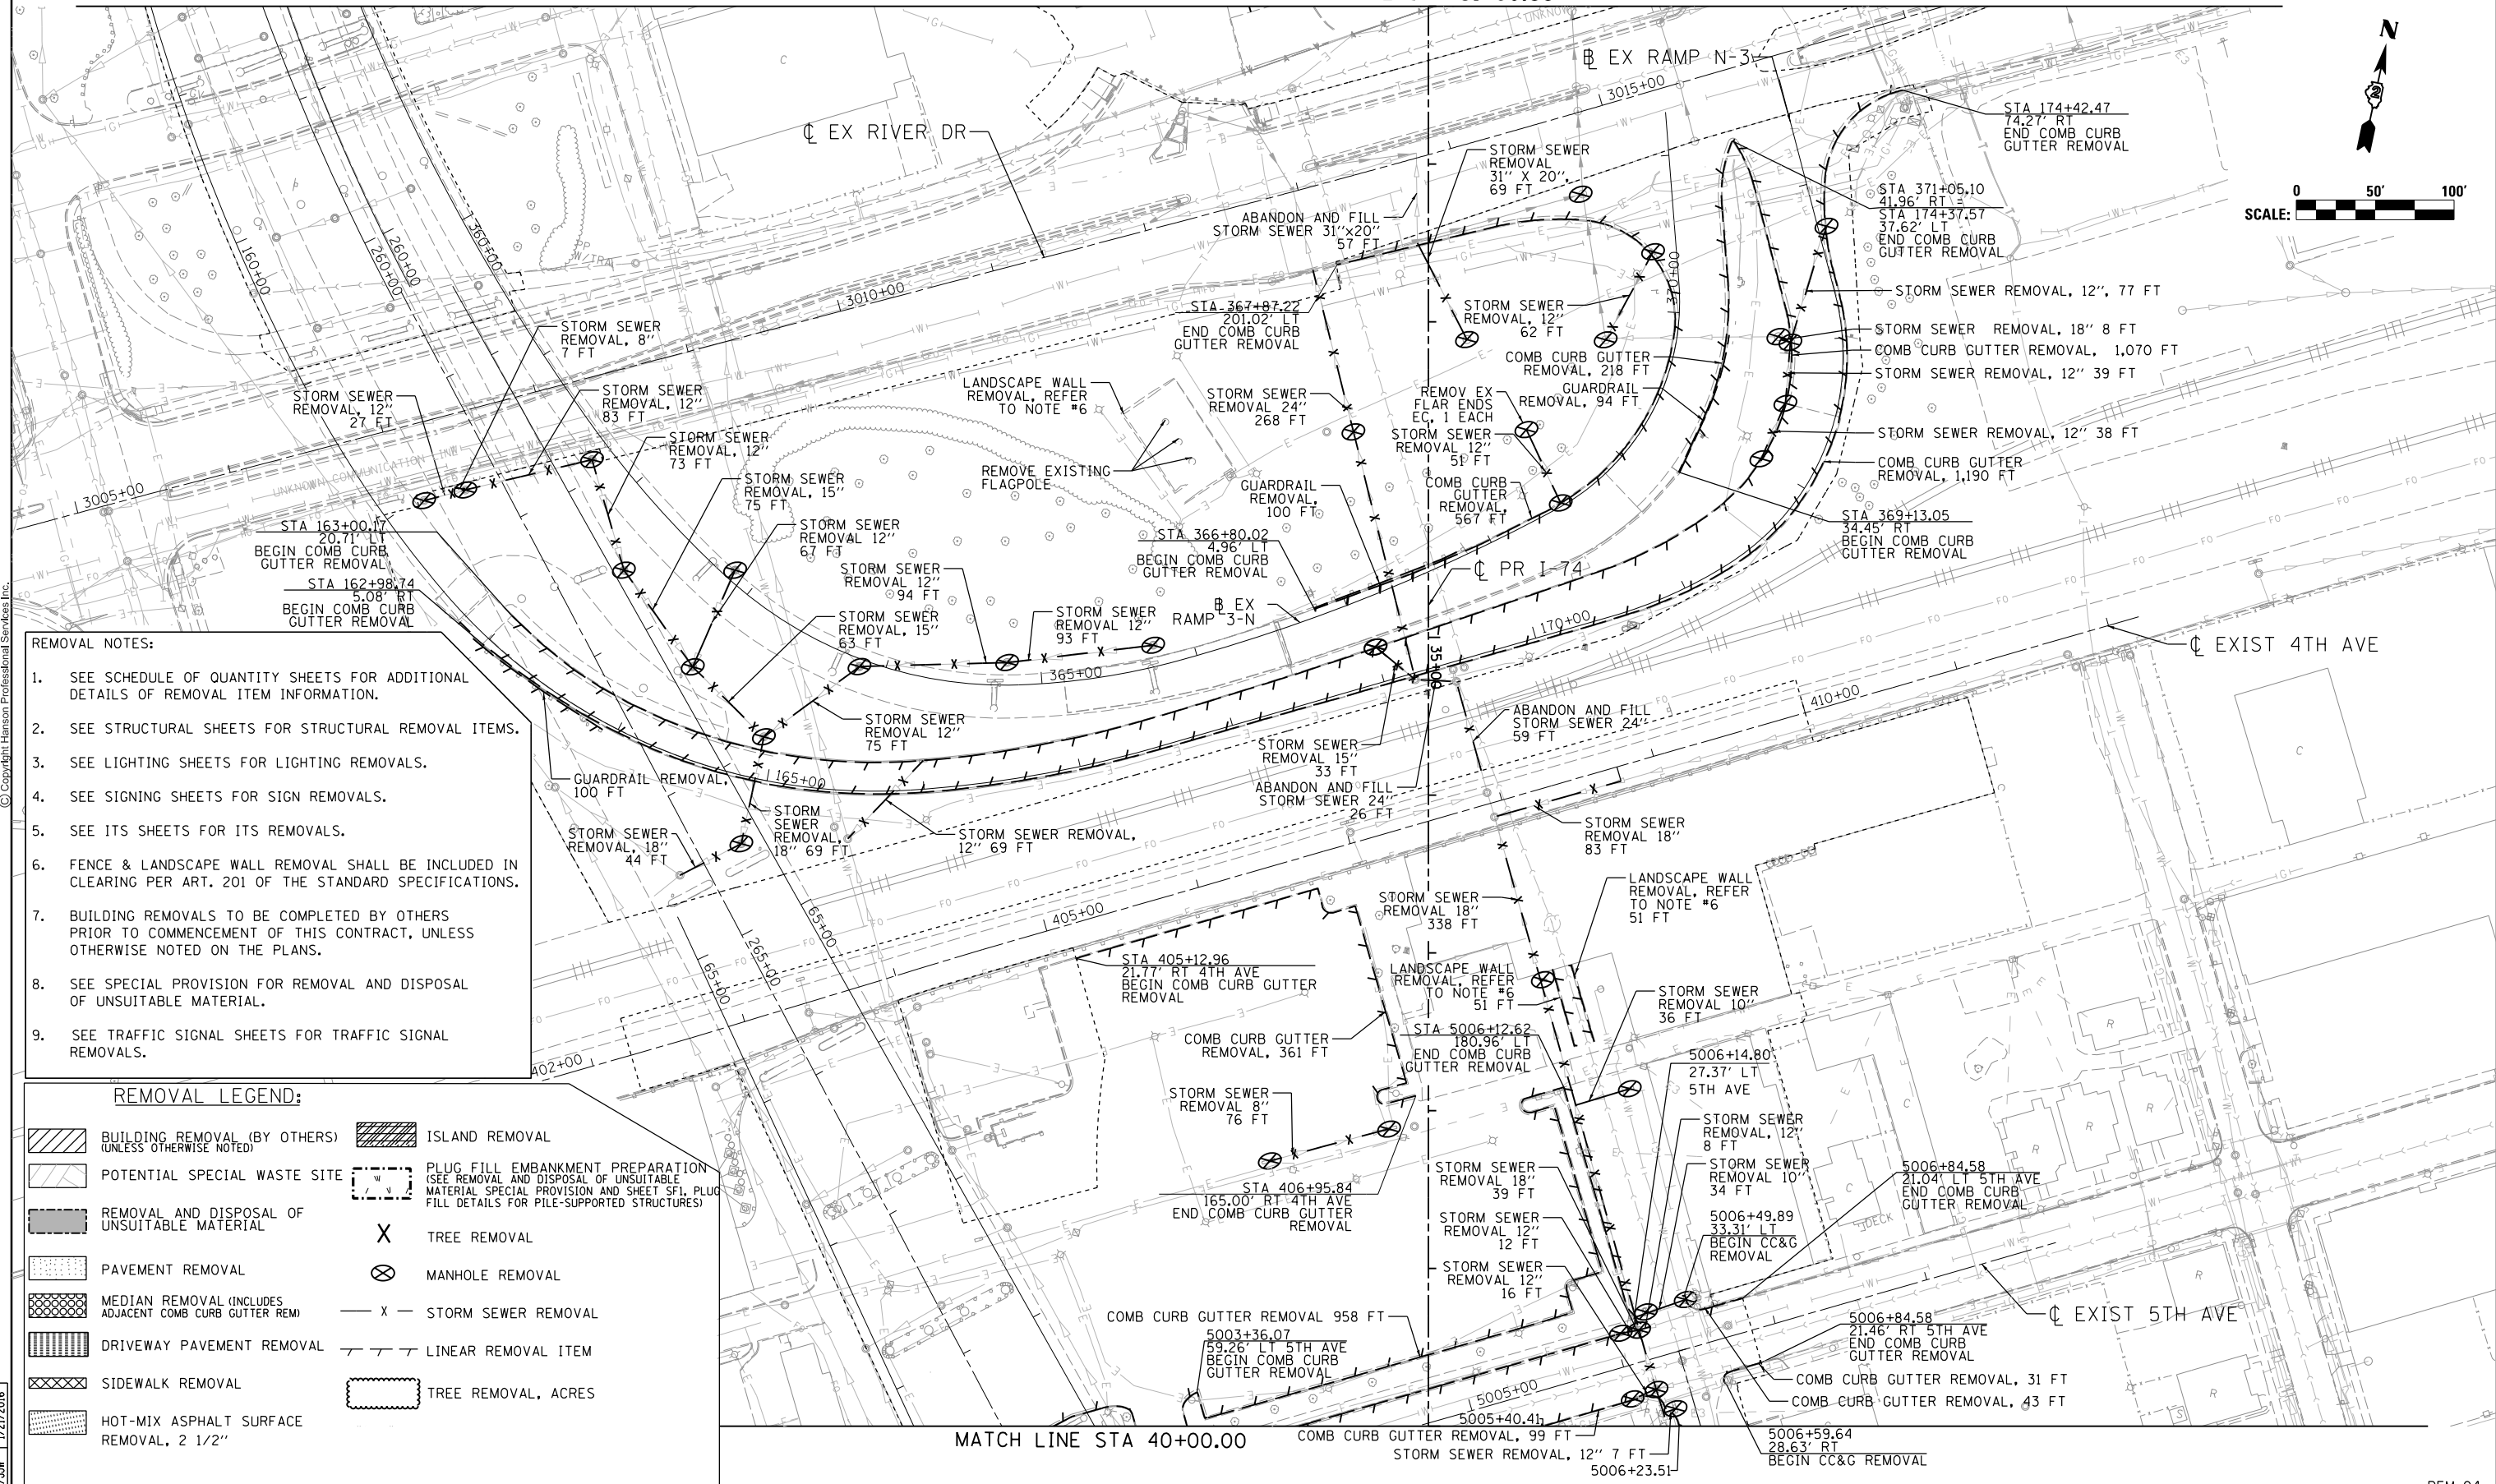 ℄ EX RIVER DR
℄ EX RAMP N-3
3015+00
N
2
STA 174+42.47
74.27' RT
END COMB CURB
GUTTER REMOVAL
0 50' 100'
SCALE:
STORM SEWER
REMOVAL
31'' X 20'',
69 FT
ABANDON AND FILL
STORM SEWER 31''x20''
57 FT
STA 371+05.10
41.96' RT =
STA 174+37.57
37.62' LT
END COMB CURB
GUTTER REMOVAL
160+00
260+00
260+00
360+00
3010+00
370+00
STA 367+87.22
201.02' LT
END COMB CURB
GUTTER REMOVAL
STORM SEWER
REMOVAL, 12''
62 FT
STORM SEWER REMOVAL, 12'', 77 FT
STORM SEWER REMOVAL, 18'' 8 FT
COMB CURB GUTTER REMOVAL, 1,070 FT
STORM SEWER REMOVAL, 12'' 39 FT
STORM SEWER
REMOVAL, 8''
7 FT
COMB CURB GUTTER
REMOVAL, 218 FT
STORM SEWER
REMOVAL, 12''
27 FT
STORM SEWER
REMOVAL, 12''
83 FT
LANDSCAPE WALL
REMOVAL, REFER
TO NOTE #6
STORM SEWER
REMOVAL 24''
268 FT
REMOV EX
FLAR ENDS
EC, 1 EACH
GUARDRAIL
REMOVAL, 94 FT
STORM SEWER
REMOVAL, 12''
73 FT
STORM SEWER
REMOVAL 12''
51 FT
STORM SEWER REMOVAL, 12'' 38 FT
COMB CURB GUTTER
REMOVAL, 1,190 FT
3005+00
UNKNOWN COMMUNICATION LINE
STORM SEWER
REMOVAL, 15''
75 FT
REMOVE EXISTING
FLAGPOLE
GUARDRAIL
REMOVAL,
100 FT
COMB CURB
GUTTER
REMOVAL,
567 FT
STA 369+13.05
34.45' RT
BEGIN COMB CURB
GUTTER REMOVAL
STA 163+00.17
20.71' LT
BEGIN COMB CURB
GUTTER REMOVAL
STORM SEWER
REMOVAL 12''
67 FT
STA 366+80.02
4.96' LT
BEGIN COMB CURB
GUTTER REMOVAL
℄ PR I-74
STA 162+98.74
5.08' RT
BEGIN COMB CURB
GUTTER REMOVAL
STORM SEWER
REMOVAL 12''
94 FT
STORM SEWER
REMOVAL, 15''
63 FT
STORM SEWER
REMOVAL 12''
93 FT
℄ EX
RAMP 3-N
170+00
35+00
365+00
℄ EXIST 4TH AVE
410+00
REMOVAL NOTES:
1. SEE SCHEDULE OF QUANTITY SHEETS FOR ADDITIONAL
DETAILS OF REMOVAL ITEM INFORMATION.
2. SEE STRUCTURAL SHEETS FOR STRUCTURAL REMOVAL ITEMS.
3. SEE LIGHTING SHEETS FOR LIGHTING REMOVALS.
4. SEE SIGNING SHEETS FOR SIGN REMOVALS.
5. SEE ITS SHEETS FOR ITS REMOVALS.
6. FENCE & LANDSCAPE WALL REMOVAL SHALL BE INCLUDED IN
CLEARING PER ART. 201 OF THE STANDARD SPECIFICATIONS.
7. BUILDING REMOVALS TO BE COMPLETED BY OTHERS
PRIOR TO COMMENCEMENT OF THIS CONTRACT, UNLESS
OTHERWISE NOTED ON THE PLANS.
8. SEE SPECIAL PROVISION FOR REMOVAL AND DISPOSAL
OF UNSUITABLE MATERIAL.
9. SEE TRAFFIC SIGNAL SHEETS FOR TRAFFIC SIGNAL
REMOVALS.
© Copyright Hanson Professional Services Inc.
STORM SEWER
REMOVAL 12''
75 FT
GUARDRAIL REMOVAL,
100 FT
165+00
STORM SEWER
REMOVAL, 18''
44 FT
STORM
SEWER
REMOVAL,
18'' 69 FT
STORM SEWER REMOVAL,
12'' 69 FT
STORM SEWER
REMOVAL 15''
33 FT
ABANDON AND FILL
STORM SEWER 24''
26 FT
ABANDON AND FILL
STORM SEWER 24''
59 FT
STORM SEWER
REMOVAL 18''
83 FT
65+00
265+00
65+00
405+00
402+00
STORM SEWER
REMOVAL 18''
338 FT
LANDSCAPE WALL
REMOVAL, REFER
TO NOTE #6
51 FT
STA 405+12.96
21.77' RT 4TH AVE
BEGIN COMB CURB GUTTER
REMOVAL
LANDSCAPE WALL
REMOVAL, REFER
TO NOTE #6
51 FT
STORM SEWER
REMOVAL 10''
36 FT
COMB CURB GUTTER
REMOVAL, 361 FT
STA 5006+12.62
180.96' LT
END COMB CURB
GUTTER REMOVAL
5006+14.80
27.37' LT
5TH AVE
STORM SEWER
REMOVAL 8''
76 FT
STORM SEWER
REMOVAL, 12''
8 FT
STORM SEWER
REMOVAL 10''
34 FT
STORM SEWER
REMOVAL 18''
39 FT
STA 406+95.84
165.00' RT 4TH AVE
END COMB CURB GUTTER
REMOVAL
5006+84.58
21.04' LT 5TH AVE
END COMB CURB
GUTTER REMOVAL
STORM SEWER
REMOVAL 12''
12 FT
5006+49.89
33.31' LT
BEGIN CC&G
REMOVAL
DECK
STORM SEWER
REMOVAL 12''
16 FT
COMB CURB GUTTER REMOVAL 958 FT
5003+36.07
59.26' LT 5TH AVE
BEGIN COMB CURB
GUTTER REMOVAL
℄ EXIST 5TH AVE
5006+84.58
21.46' RT 5TH AVE
END COMB CURB
GUTTER REMOVAL
COMB CURB GUTTER REMOVAL, 31 FT
COMB CURB GUTTER REMOVAL, 43 FT
5005+00
5005+40.41
COMB CURB GUTTER REMOVAL, 99 FT
STORM SEWER REMOVAL, 12'' 7 FT
5006+23.51
5006+59.64
28.63' RT
BEGIN CC&G REMOVAL
MATCH LINE STA 40+00.00
REMOVAL LEGEND:
BUILDING REMOVAL (BY OTHERS)
(UNLESS OTHERWISE NOTED)
POTENTIAL SPECIAL WASTE SITE
REMOVAL AND DISPOSAL OF
UNSUITABLE MATERIAL
PAVEMENT REMOVAL
MEDIAN REMOVAL (INCLUDES
ADJACENT COMB CURB GUTTER REM)
DRIVEWAY PAVEMENT REMOVAL
SIDEWALK REMOVAL
HOT-MIX ASPHALT SURFACE
REMOVAL, 2 1/2''
ISLAND REMOVAL
PLUG FILL EMBANKMENT PREPARATION
(SEE REMOVAL AND DISPOSAL OF UNSUITABLE
MATERIAL SPECIAL PROVISION AND SHEET SF1, PLUG
FILL DETAILS FOR PILE-SUPPORTED STRUCTURES)
X TREE REMOVAL
MANHOLE REMOVAL
X STORM SEWER REMOVAL
LINEAR REMOVAL ITEM
TREE REMOVAL, ACRES